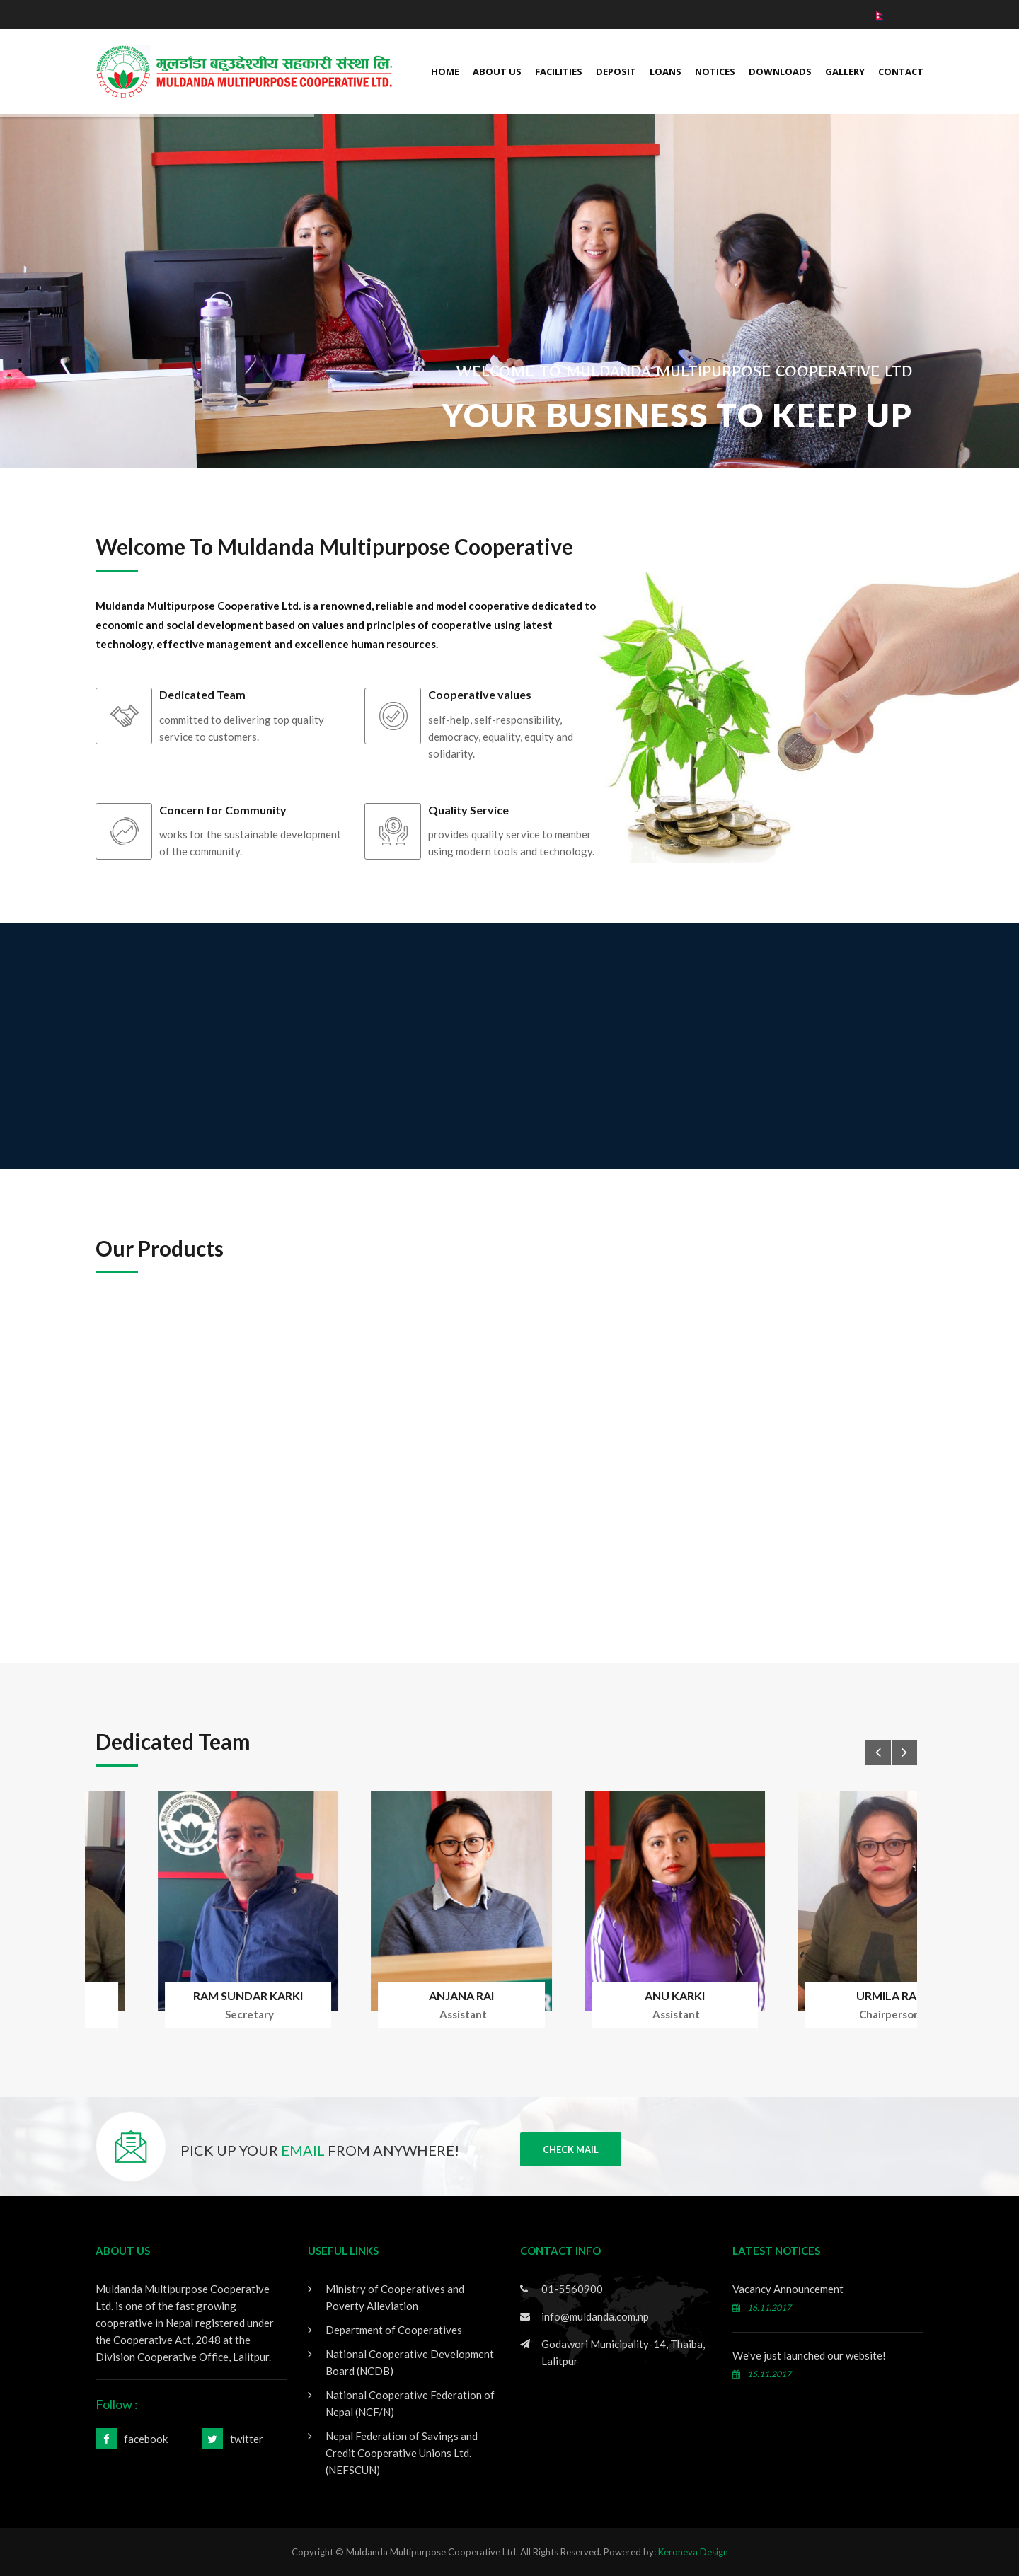 मुलडाँडा बहुउद्देश्यीय सहकारी संस्था लि.
MULDANDA MULTIPURPOSE COOPERATIVE LTD.
HOME ABOUT US FACILITIES DEPOSIT LOANS NOTICES DOWNLOADS GALLERY CONTACT
WELCOME TO MULDANDA MULTIPURPOSE COOPERATIVE LTD
YOUR BUSINESS TO KEEP UP
Welcome To Muldanda Multipurpose Cooperative
Muldanda Multipurpose Cooperative Ltd. is a renowned, reliable and model cooperative dedicated to
economic and social development based on values and principles of cooperative using latest
technology, effective management and excellence human resources.
Dedicated Team
committed to delivering top quality
service to customers.
Cooperative values
self-help, self-responsibility,
democracy, equality, equity and
solidarity.
Concern for Community
works for the sustainable development
of the community.
Quality Service
provides quality service to member
using modern tools and technology.
Our Products
Dedicated Team
RAM SUNDAR KARKI
Secretary
ANJANA RAI
Assistant
ANU KARKI
Assistant
URMILA RA
Chairperson
PICK UP YOUR EMAIL FROM ANYWHERE!
CHECK MAIL
ABOUT US
Muldanda Multipurpose Cooperative
Ltd. is one of the fast growing
cooperative in Nepal registered under
the Cooperative Act, 2048 at the
Division Cooperative Office, Lalitpur.
Follow :
facebook twitter
USEFUL LINKS
Ministry of Cooperatives and
Poverty Alleviation
Department of Cooperatives
National Cooperative Development
Board (NCDB)
National Cooperative Federation of
Nepal (NCF/N)
Nepal Federation of Savings and
Credit Cooperative Unions Ltd.
(NEFSCUN)
CONTACT INFO
01-5560900
info@muldanda.com.np
Godawori Municipality-14, Thaiba,
Lalitpur
LATEST NOTICES
Vacancy Announcement
16.11.2017
We've just launched our website!
15.11.2017
Copyright © Muldanda Multipurpose Cooperative Ltd. All Rights Reserved. Powered by: Keroneva Design